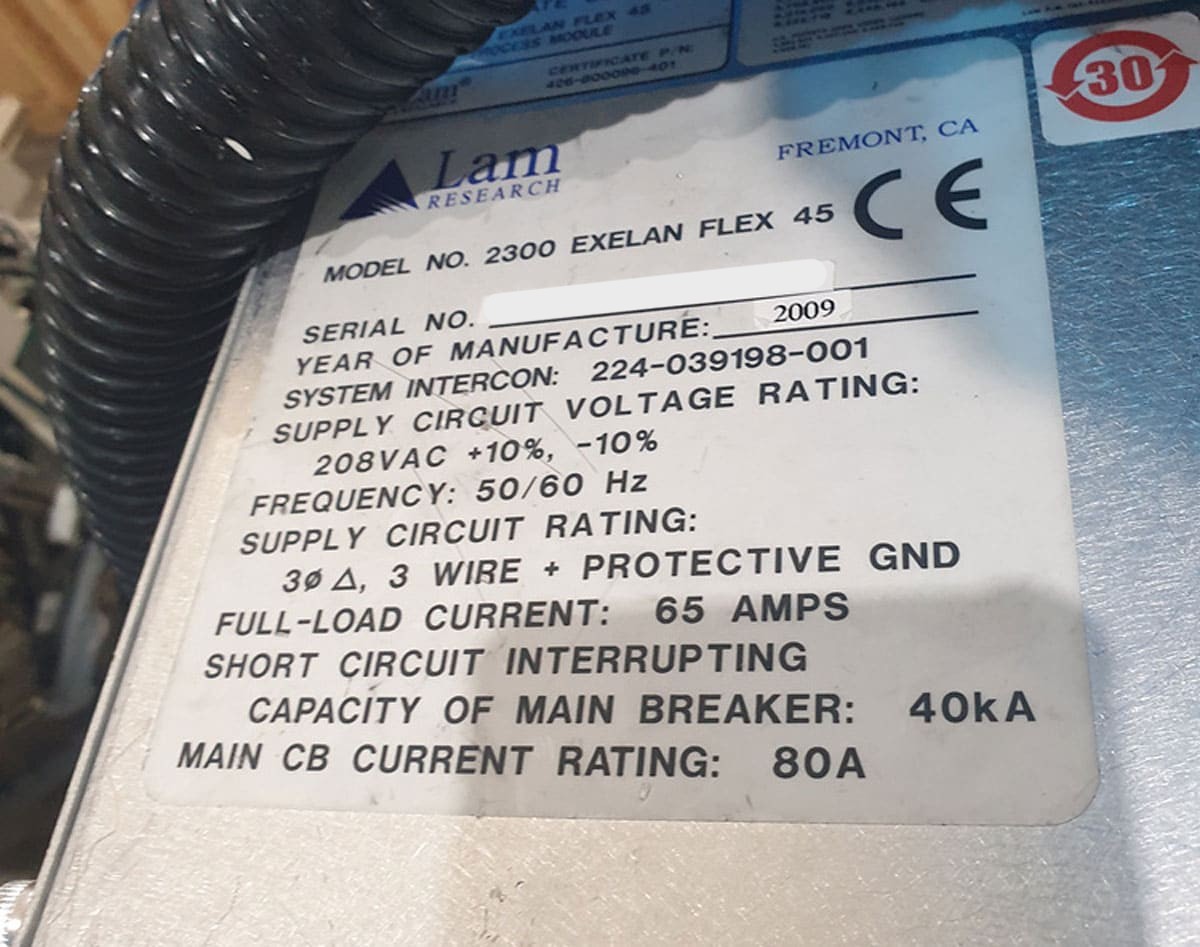 EXELAN FLEX 45
PROCESS MODULE
CERTIFICATE P/N:
426-800096-401
30
Lam
RESEARCH
FREMONT, CA
CE
MODEL NO. 2300 EXELAN FLEX 45
SERIAL NO.
YEAR OF MANUFACTURE: 2009
SYSTEM INTERCON: 224-039198-001
SUPPLY CIRCUIT VOLTAGE RATING:
208VAC +10%, -10%
FREQUENCY: 50/60 Hz
SUPPLY CIRCUIT RATING:
3ø Δ, 3 WIRE + PROTECTIVE GND
FULL-LOAD CURRENT: 65 AMPS
SHORT CIRCUIT INTERRUPTING
CAPACITY OF MAIN BREAKER: 40kA
MAIN CB CURRENT RATING: 80A